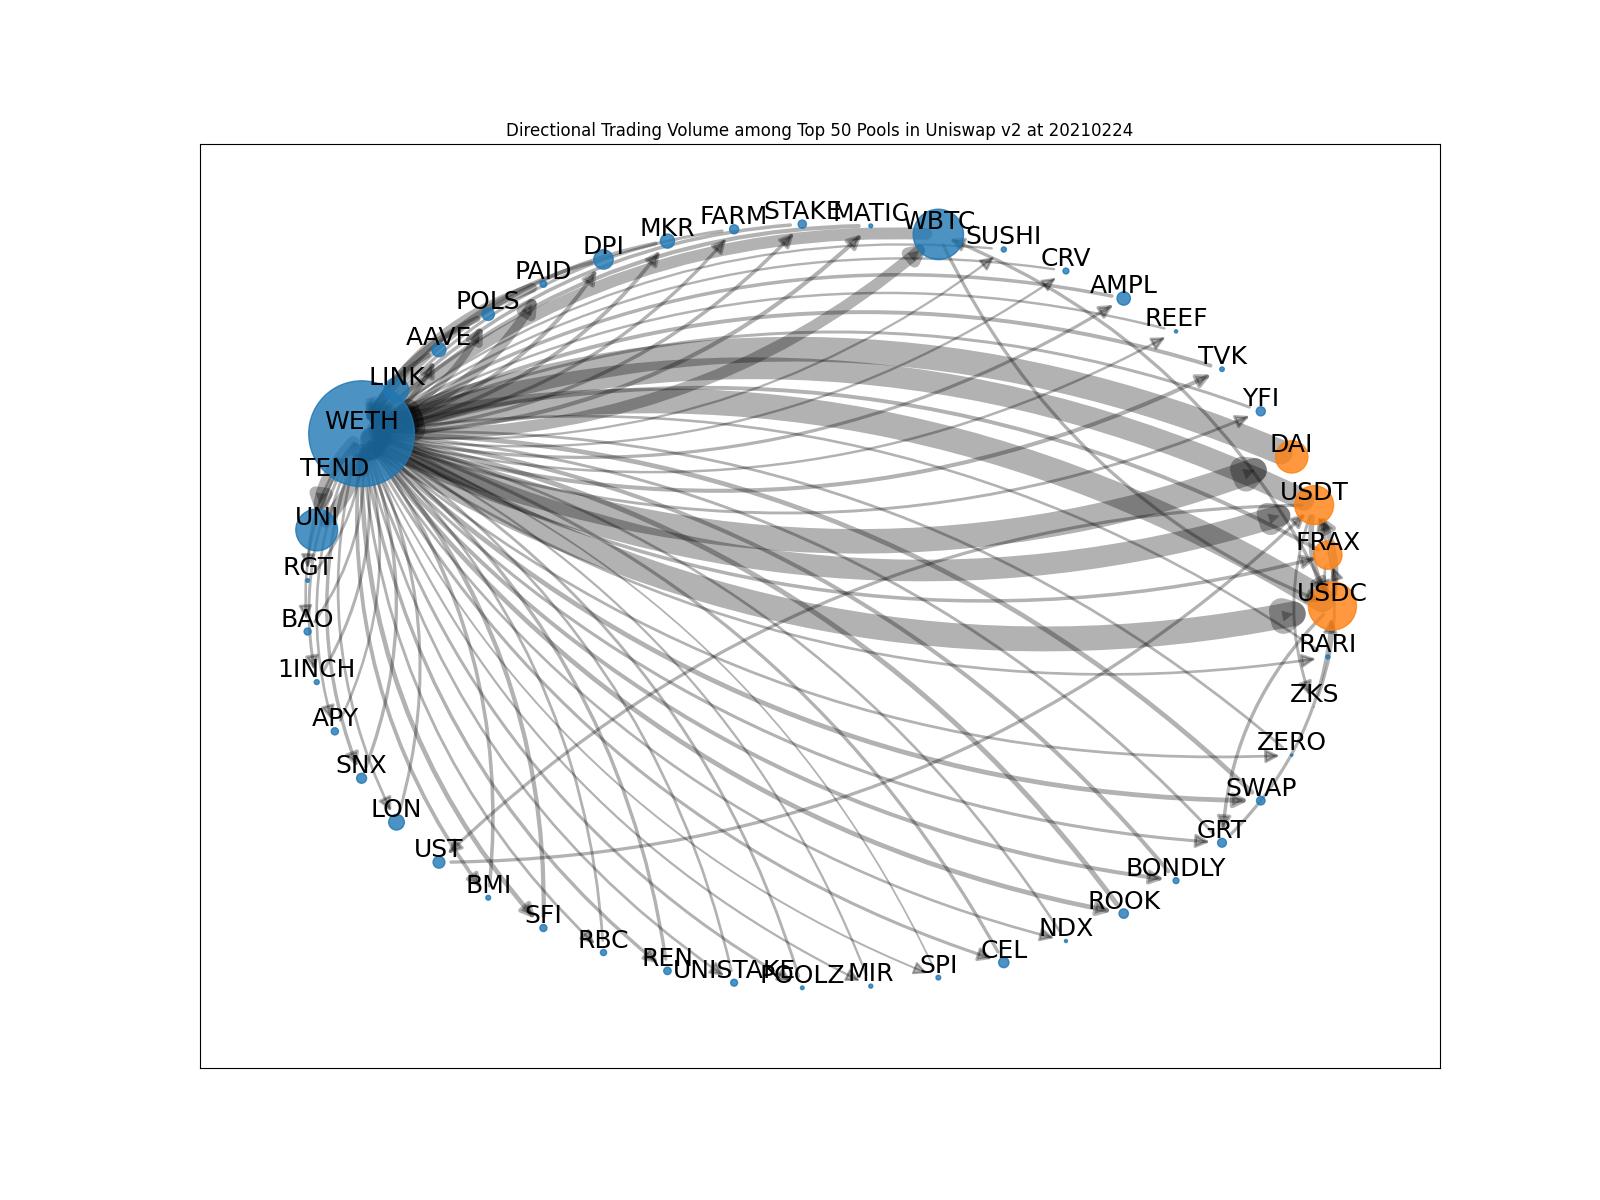 Directional Trading Volume among Top 50 Pools in Uniswap v2 at 20210224
STAKE
MATIC
FARM
WBTC
MKR
SUSHI
DPI
CRV
PAID
AMPL
POLS
REEF
AAVE
TVK
LINK
YFI
WETH
DAI
TEND
USDT
UNI
FRAX
RGT
USDC
BAO
RARI
1INCH
ZKS
APY
ZERO
SNX
SWAP
LON
GRT
UST
BONDLY
BMI
ROOK
SFI
NDX
RBC
CEL
REN
SPI
UNISTAKE
POOLZ
MIR